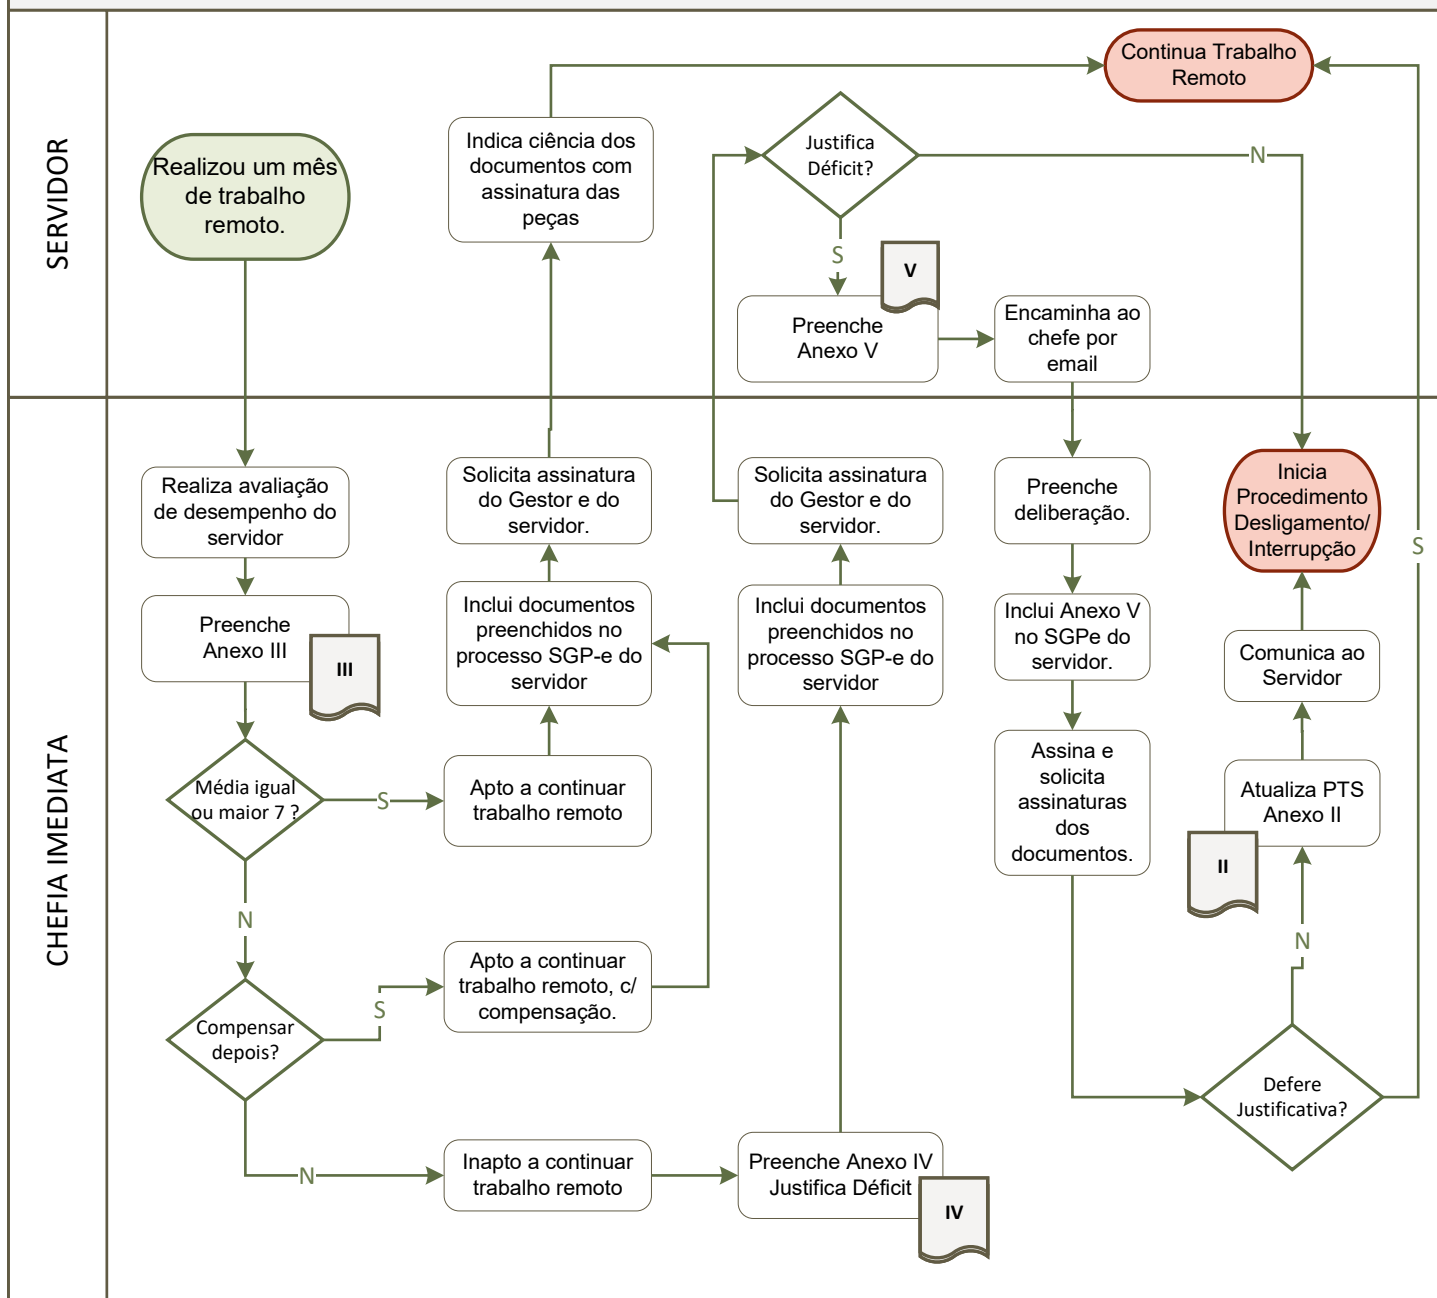 SERVIDOR
Realizou um mês
de trabalho
remoto.
Indica ciência dos
documentos com
assinatura das
peças
Continua Trabalho
Remoto
Justifica
Déficit?
N
S
V
Preenche
Anexo V
Encaminha ao
chefe por
email
CHEFIA IMEDIATA
Realiza avaliação
de desempenho do
servidor
Preenche
Anexo III
III
Média igual
ou maior 7 ?
S
N
Compensar
depois?
S
N
Solicita assinatura
do Gestor e do
servidor.
Inclui documentos
preenchidos no
processo SGP-e do
servidor
Apto a continuar
trabalho remoto
Apto a continuar
trabalho remoto, c/
compensação.
Inapto a continuar
trabalho remoto
Solicita assinatura
do Gestor e do
servidor.
Inclui documentos
preenchidos no
processo SGP-e do
servidor
Preenche Anexo IV
Justifica Déficit
IV
Preenche
deliberação.
Inclui Anexo V
no SGPe do
servidor.
Assina e
solicita
assinaturas
dos
documentos.
Inicia
Procedimento
Desligamento/
Interrupção
S
Comunica ao
Servidor
Atualiza PTS
Anexo II
II
N
Defere
Justificativa?